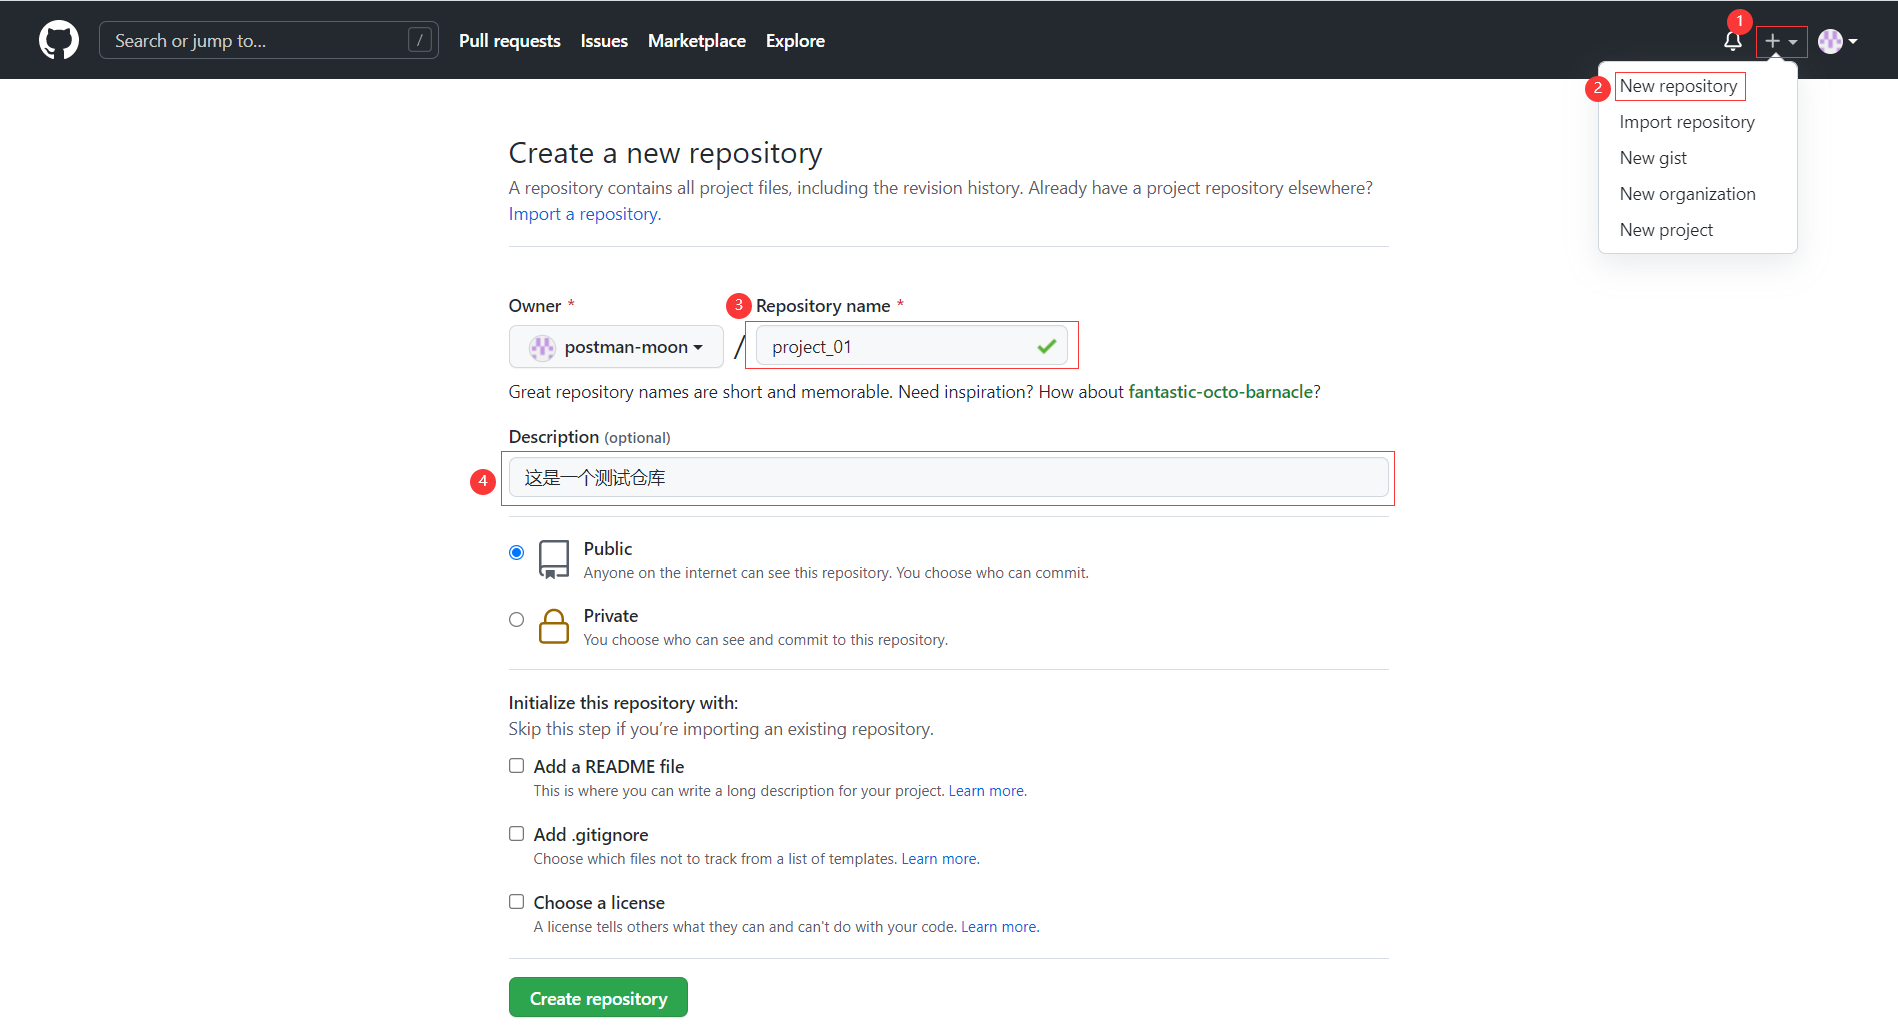 Search or jump to...
/
Pull requests
Issues
Marketplace
Explore
1
2
New repository
Import repository
New gist
New organization
New project
Create a new repository
A repository contains all project files, including the revision history. Already have a project repository elsewhere?
Import a repository.
Owner *
3
Repository name *
postman-moon
/
project_01
Great repository names are short and memorable. Need inspiration? How about fantastic-octo-barnacle?
Description (optional)
4
这是一个测试仓库
Public
Anyone on the internet can see this repository. You choose who can commit.
Private
You choose who can see and commit to this repository.
Initialize this repository with:
Skip this step if you’re importing an existing repository.
Add a README file
This is where you can write a long description for your project. Learn more.
Add .gitignore
Choose which files not to track from a list of templates. Learn more.
Choose a license
A license tells others what they can and can't do with your code. Learn more.
Create repository